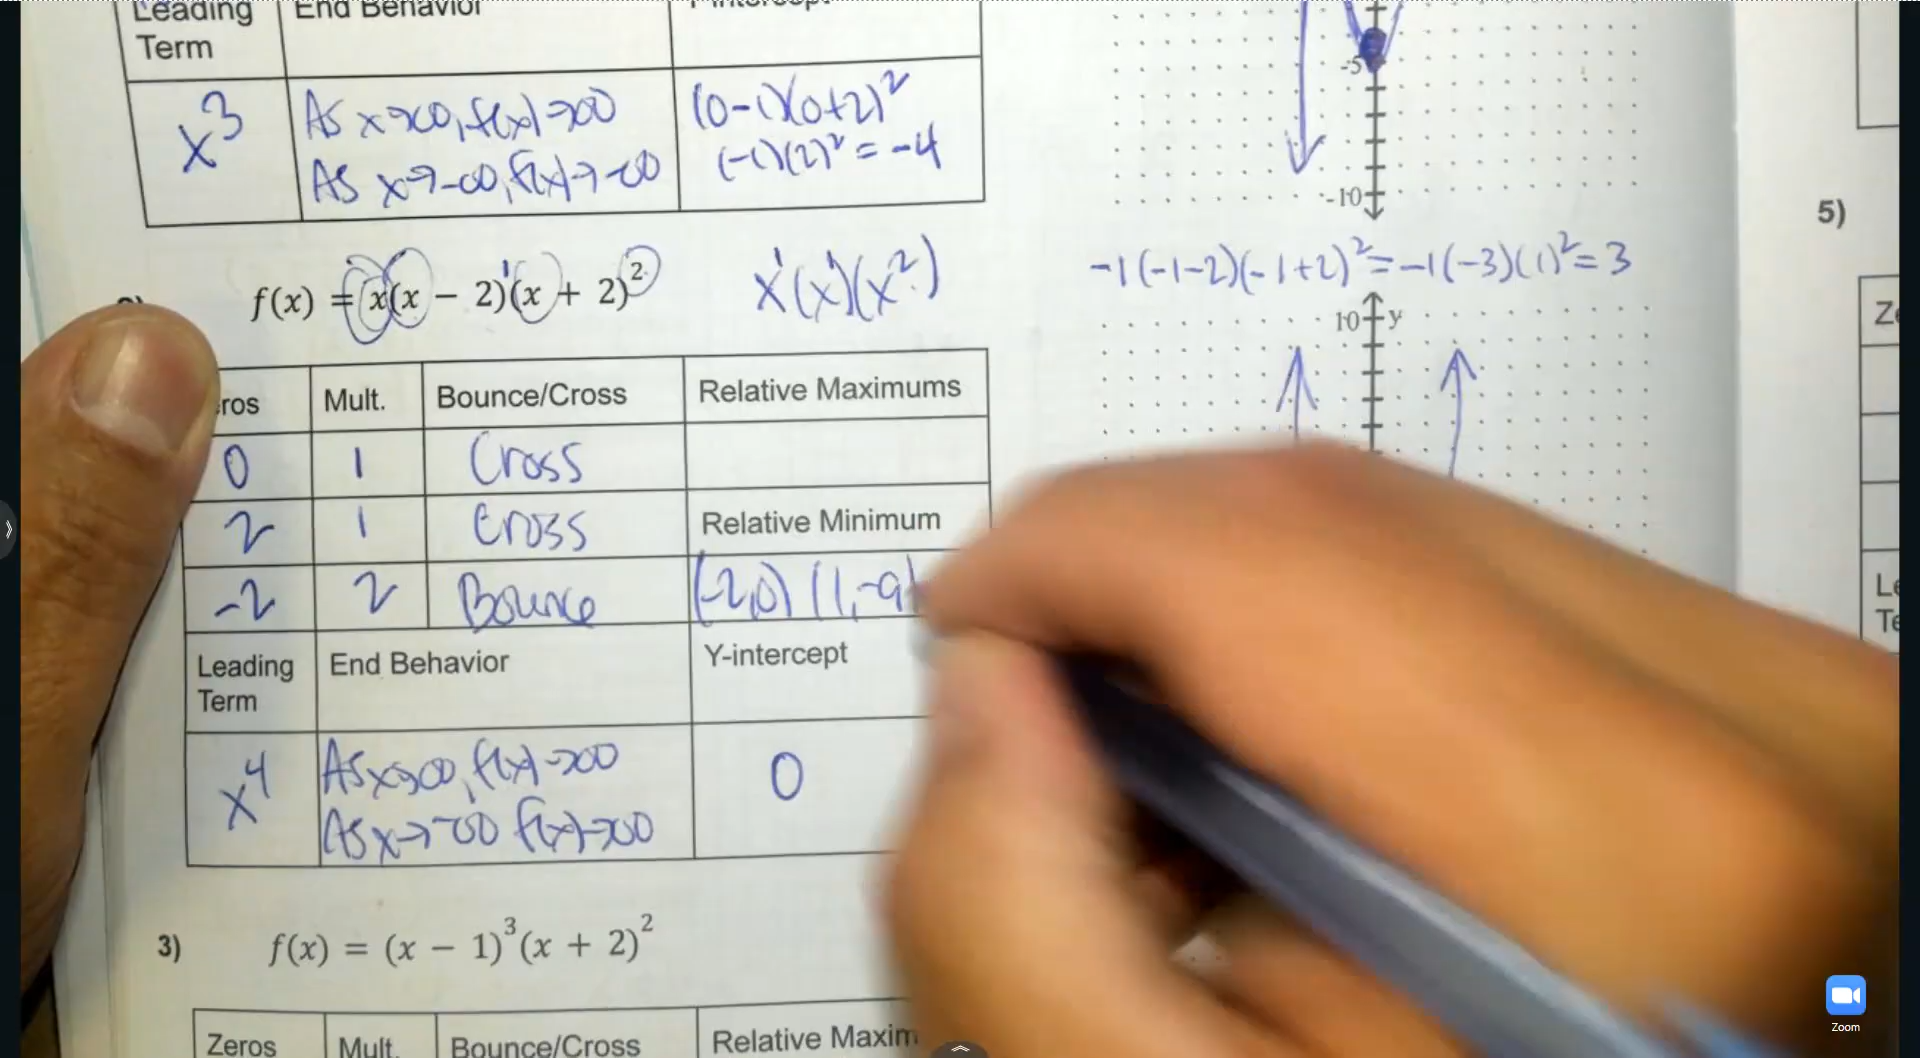 Leading
Term
End Behavior
x³
As x→∞, f(x)→∞
As x→-∞, f(x)→-∞
(0-1)(0+2)²
(-1)(2)² = -4
-5
-10
5)
f(x) = x(x − 2)¹(x + 2)²
x¹(x¹)(x²)
-1(-1-2)(-1+2)² = -1(-3)(1)² = 3
10 y
Mult.
Bounce/Cross
Relative Maximums
0 1 Cross
2 1 Cross
Relative Minimum
-2 2 Bounce (-2,0) (1,-9)
Leading
Term
End Behavior
Y-intercept
x⁴
As x→∞, f(x)→∞
As x→-∞ f(x)→∞
0
3) f(x) = (x − 1)³(x + 2)²
Zeros
Mult.
Bounce/Cross
Relative
Zoom